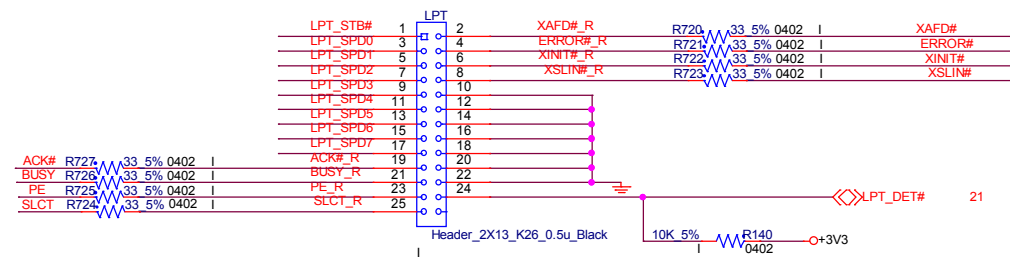 LPT
LPT_STB# 1 2 XAFD#_R R720 33_5% 0402 XAFD#
LPT_SPD0 3 4 ERROR#_R R721 33_5% 0402 I ERROR#
LPT_SPD1 5 6 XINIT#_R R722 33_5% 0402 I XINIT#
LPT_SPD2 7 8 XSLIN#_R R723 33_5% 0402 I XSLIN#
LPT_SPD3 9 10
LPT_SPD4 11 12
LPT_SPD5 13 14
LPT_SPD6 15 16
LPT_SPD7 17 18
ACK# R727 33_5% 0402 I ACK#_R 19 20
BUSY R726 33_5% 0402 I BUSY_R 21 22
PE R725 33_5% 0402 I PE_R 23 24
SLCT R724 33_5% 0402 I SLCT_R 25
LPT_DET# 21
Header_2X13_K26_0.5u_Black
I
10K_5% R140 +3V3
I 0402